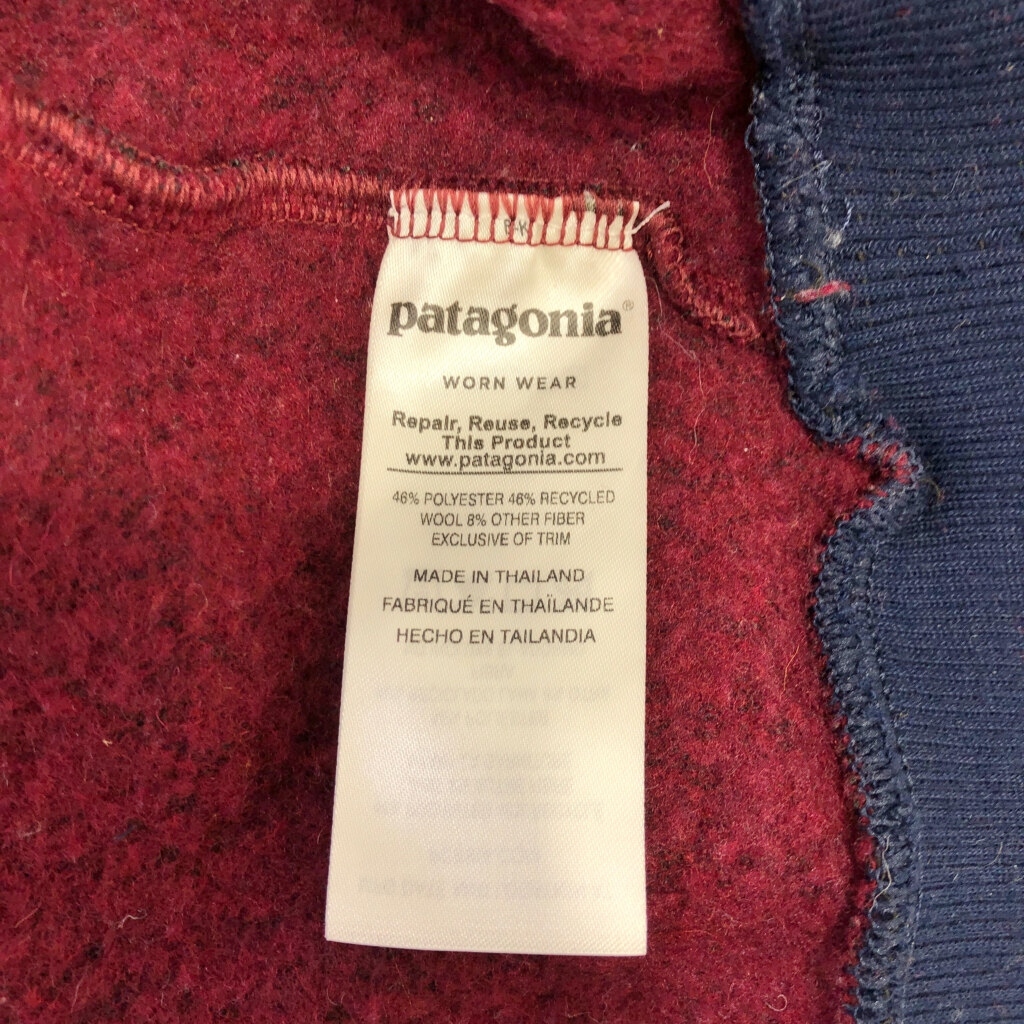 patagonia®
WORN WEAR
Repair, Reuse, Recycle
This Product
www.patagonia.com
46% POLYESTER 46% RECYCLED
WOOL 8% OTHER FIBER
EXCLUSIVE OF TRIM
MADE IN THAILAND
FABRIQUÉ EN THAÏLANDE
HECHO EN TAILANDIA